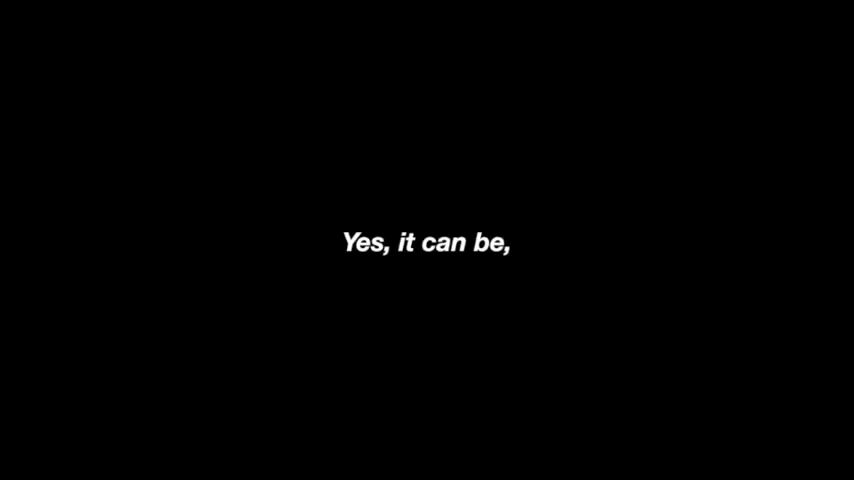 Yes, it can be,